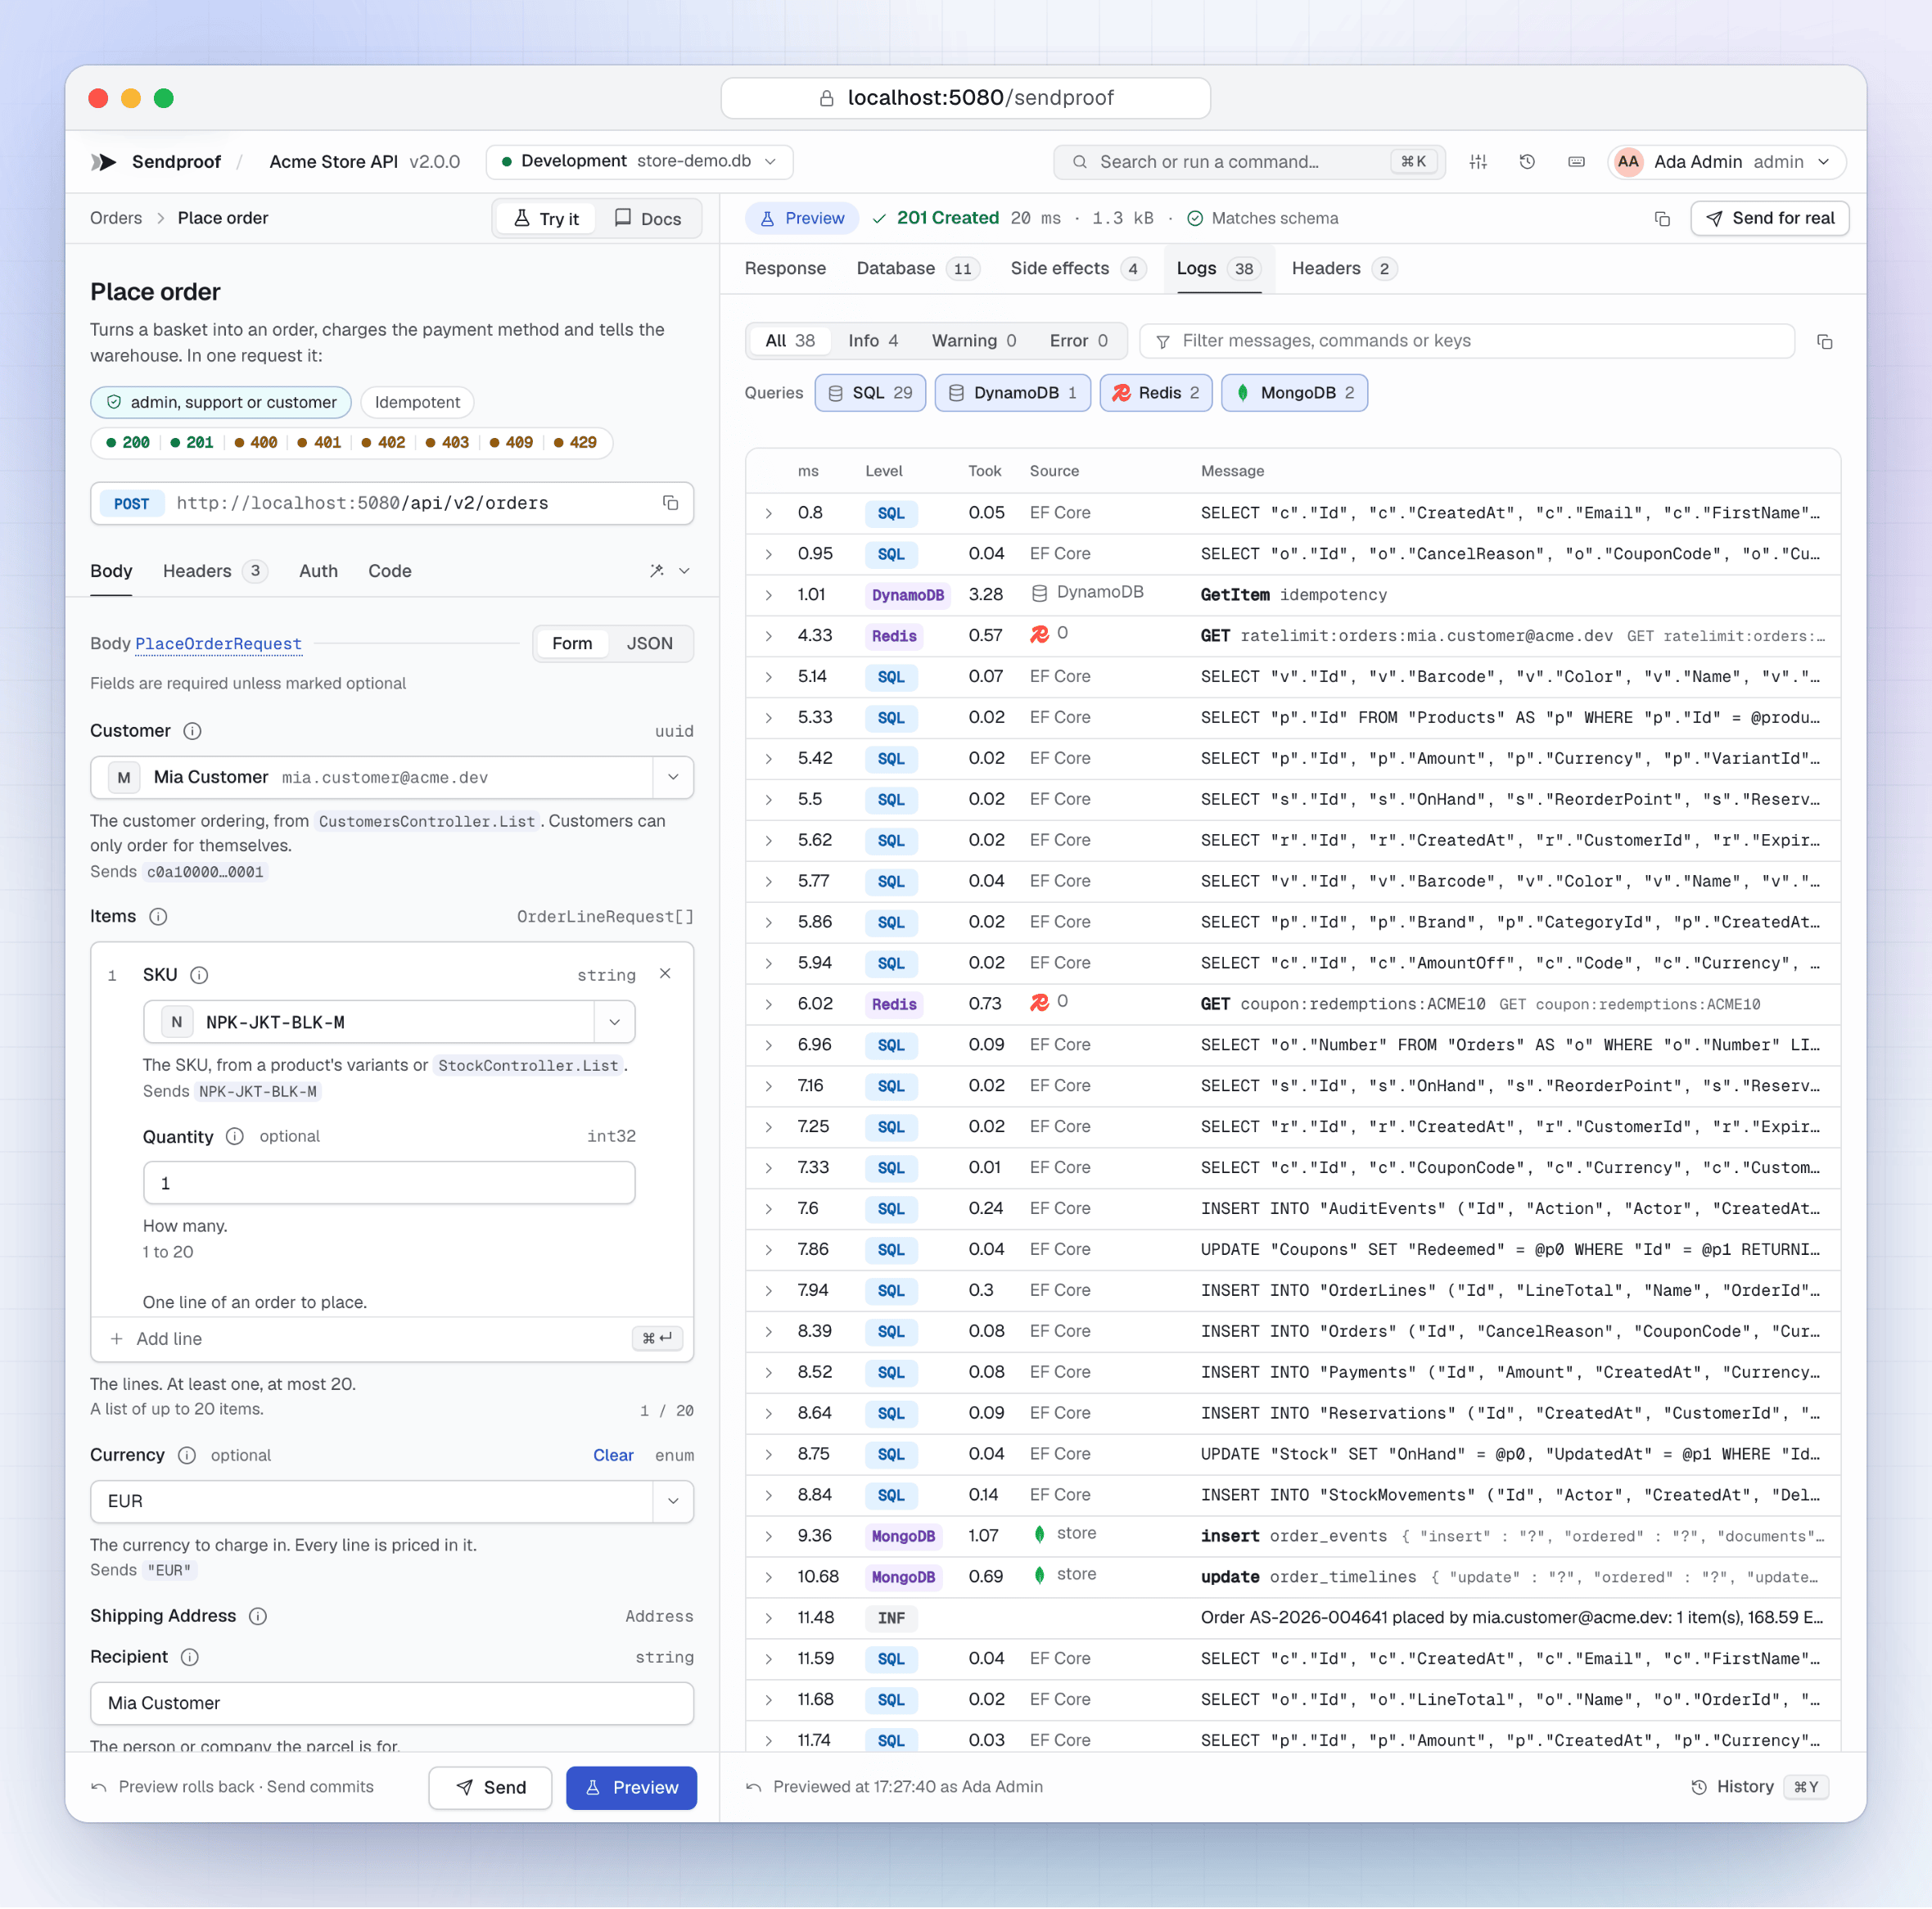 localhost:5080/sendproof
Sendproof / Acme Store API v2.0.0 Development store-demo.db Search or run a command... ⌘K AA Ada Admin admin
Orders > Place order Try it Docs
Place order
Turns a basket into an order, charges the payment method and tells the
warehouse. In one request it:
admin, support or customer Idempotent
200 201 400 401 402 403 409 429
POST http://localhost:5080/api/v2/orders
Body Headers 3 Auth Code
Body PlaceOrderRequest Form JSON
Fields are required unless marked optional
Customer uuid
M Mia Customer mia.customer@acme.dev
The customer ordering, from CustomersController.List. Customers can
only order for themselves.
Sends c0a10000…0001
Items OrderLineRequest[]
1 SKU string
N NPK-JKT-BLK-M
The SKU, from a product's variants or StockController.List.
Sends NPK-JKT-BLK-M
Quantity optional int32
1
How many.
1 to 20
One line of an order to place.
+ Add line ⌘↵
The lines. At least one, at most 20.
A list of up to 20 items. 1 / 20
Currency optional Clear enum
EUR
The currency to charge in. Every line is priced in it.
Sends "EUR"
Shipping Address Address
Recipient string
Mia Customer
The person or company the parcel is for.
Preview rolls back · Send commits Send Preview
Preview 201 Created 20 ms · 1.3 kB · Matches schema Send for real
Response Database 11 Side effects 4 Logs 38 Headers 2
All 38 Info 4 Warning 0 Error 0 Filter messages, commands or keys
Queries SQL 29 DynamoDB 1 Redis 2 MongoDB 2
ms Level Took Source Message
0.8 SQL 0.05 EF Core SELECT "c"."Id", "c"."CreatedAt", "c"."Email", "c"."FirstName"…
0.95 SQL 0.04 EF Core SELECT "o"."Id", "o"."CancelReason", "o"."CouponCode", "o"."Cu…
1.01 DynamoDB 3.28 DynamoDB GetItem idempotency
4.33 Redis 0.57 0 GET ratelimit:orders:mia.customer@acme.dev GET ratelimit:orders:…
5.14 SQL 0.07 EF Core SELECT "v"."Id", "v"."Barcode", "v"."Color", "v"."Name", "v"."…
5.33 SQL 0.02 EF Core SELECT "p"."Id" FROM "Products" AS "p" WHERE "p"."Id" = @produ…
5.42 SQL 0.02 EF Core SELECT "p"."Id", "p"."Amount", "p"."Currency", "p"."VariantId"…
5.5 SQL 0.02 EF Core SELECT "s"."Id", "s"."OnHand", "s"."ReorderPoint", "s"."Reserv…
5.62 SQL 0.02 EF Core SELECT "r"."Id", "r"."CreatedAt", "r"."CustomerId", "r"."Expir…
5.77 SQL 0.04 EF Core SELECT "v"."Id", "v"."Barcode", "v"."Color", "v"."Name", "v"."…
5.86 SQL 0.02 EF Core SELECT "p"."Id", "p"."Brand", "p"."CategoryId", "p"."CreatedAt…
5.94 SQL 0.02 EF Core SELECT "c"."Id", "c"."AmountOff", "c"."Code", "c"."Currency", …
6.02 Redis 0.73 0 GET coupon:redemptions:ACME10 GET coupon:redemptions:ACME10
6.96 SQL 0.09 EF Core SELECT "o"."Number" FROM "Orders" AS "o" WHERE "o"."Number" LI…
7.16 SQL 0.02 EF Core SELECT "s"."Id", "s"."OnHand", "s"."ReorderPoint", "s"."Reserv…
7.25 SQL 0.02 EF Core SELECT "r"."Id", "r"."CreatedAt", "r"."CustomerId", "r"."Expir…
7.33 SQL 0.01 EF Core SELECT "c"."Id", "c"."CouponCode", "c"."Currency", "c"."Custom…
7.6 SQL 0.24 EF Core INSERT INTO "AuditEvents" ("Id", "Action", "Actor", "CreatedAt…
7.86 SQL 0.04 EF Core UPDATE "Coupons" SET "Redeemed" = @p0 WHERE "Id" = @p1 RETURNI…
7.94 SQL 0.3 EF Core INSERT INTO "OrderLines" ("Id", "LineTotal", "Name", "OrderId"…
8.39 SQL 0.08 EF Core INSERT INTO "Orders" ("Id", "CancelReason", "CouponCode", "Cur…
8.52 SQL 0.08 EF Core INSERT INTO "Payments" ("Id", "Amount", "CreatedAt", "Currency…
8.64 SQL 0.09 EF Core INSERT INTO "Reservations" ("Id", "CreatedAt", "CustomerId", "…
8.75 SQL 0.04 EF Core UPDATE "Stock" SET "OnHand" = @p0, "UpdatedAt" = @p1 WHERE "Id…
8.84 SQL 0.14 EF Core INSERT INTO "StockMovements" ("Id", "Actor", "CreatedAt", "Del…
9.36 MongoDB 1.07 store insert order_events { "insert" : "?", "ordered" : "?", "documents"…
10.68 MongoDB 0.69 store update order_timelines { "update" : "?", "ordered" : "?", "update…
11.48 INF Order AS-2026-004641 placed by mia.customer@acme.dev: 1 item(s), 168.59 E…
11.59 SQL 0.04 EF Core SELECT "c"."Id", "c"."CreatedAt", "c"."Email", "c"."FirstName"…
11.68 SQL 0.02 EF Core SELECT "o"."Id", "o"."LineTotal", "o"."Name", "o"."OrderId", "…
11.74 SQL 0.03 EF Core SELECT "p"."Id", "p"."Amount", "p"."CreatedAt", "p"."Currency"…
Previewed at 17:27:40 as Ada Admin History ⌘Y